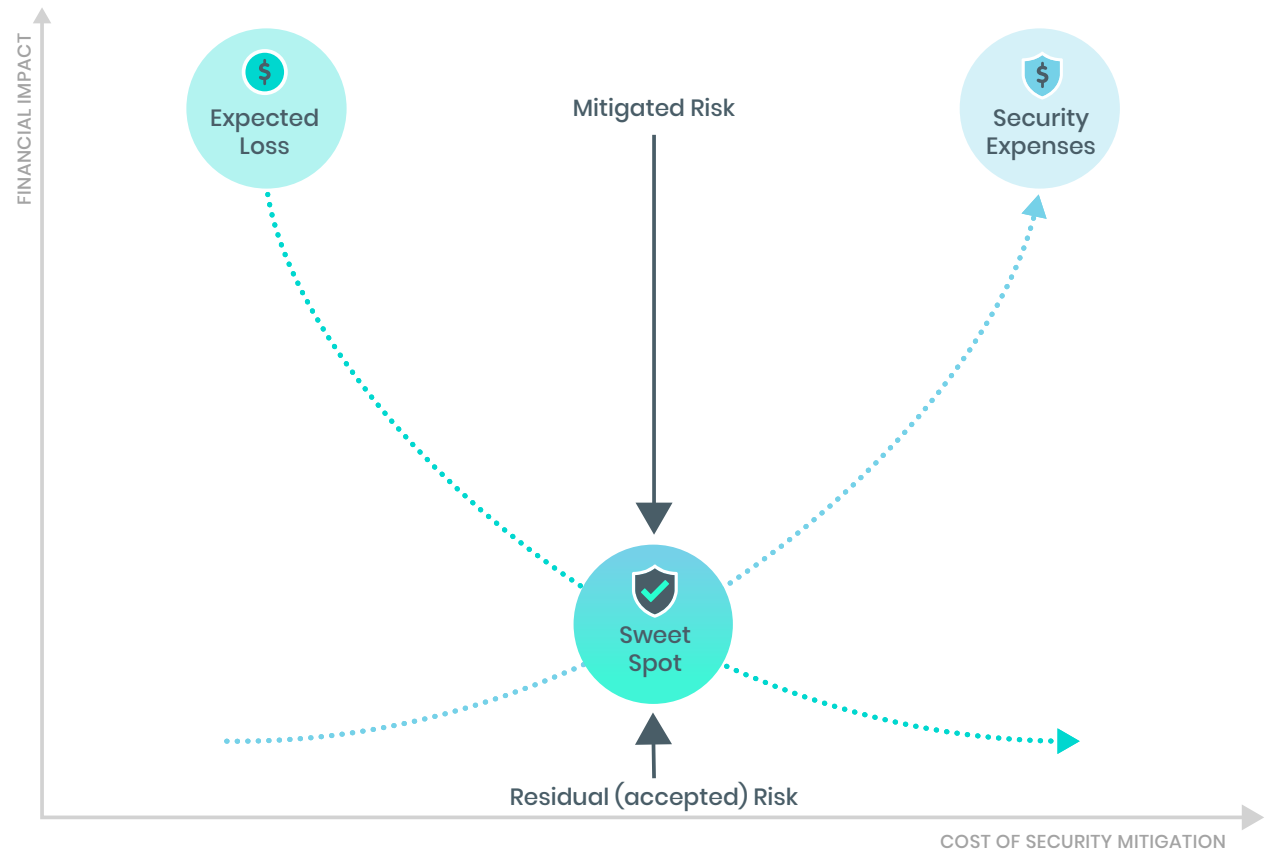 FINANCIAL IMPACT
$
Expected
Loss
Mitigated Risk
$
Security
Expenses
Sweet
Spot
Residual (accepted) Risk
COST OF SECURITY MITIGATION